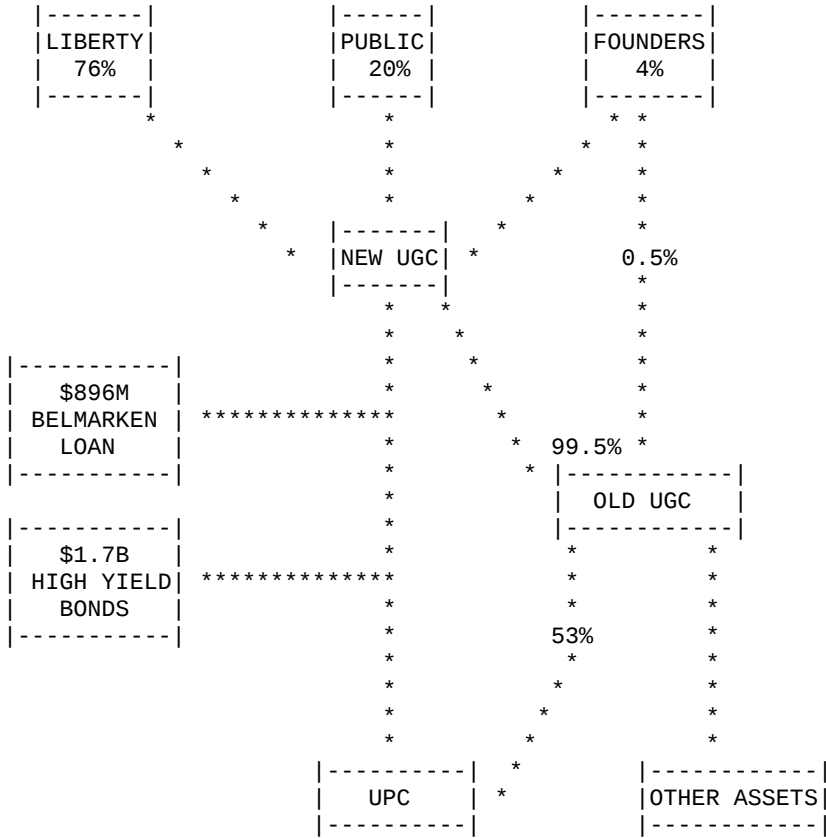 LIBERTY PUBLIC FOUNDERS
76% 20% 4%
NEW UGC 0.5%
$896M
BELMARKEN
LOAN 99.5%
OLD UGC
$1.7B
HIGH YIELD
BONDS
53%
UPC OTHER ASSETS